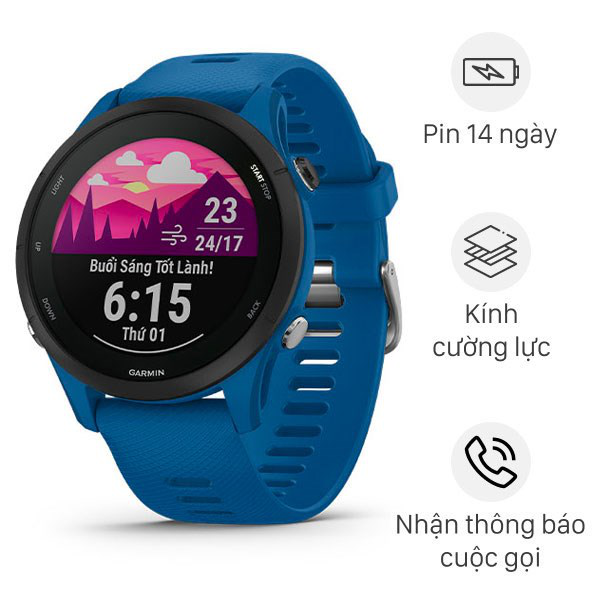 LIGHT
START STOP
UP
23
24/17
Buổi Sáng Tốt Lành!
6:15
Thứ 01
DOWN
BACK
GARMIN
Pin 14 ngày
Kính
cường lực
Nhận thông báo
cuộc gọi